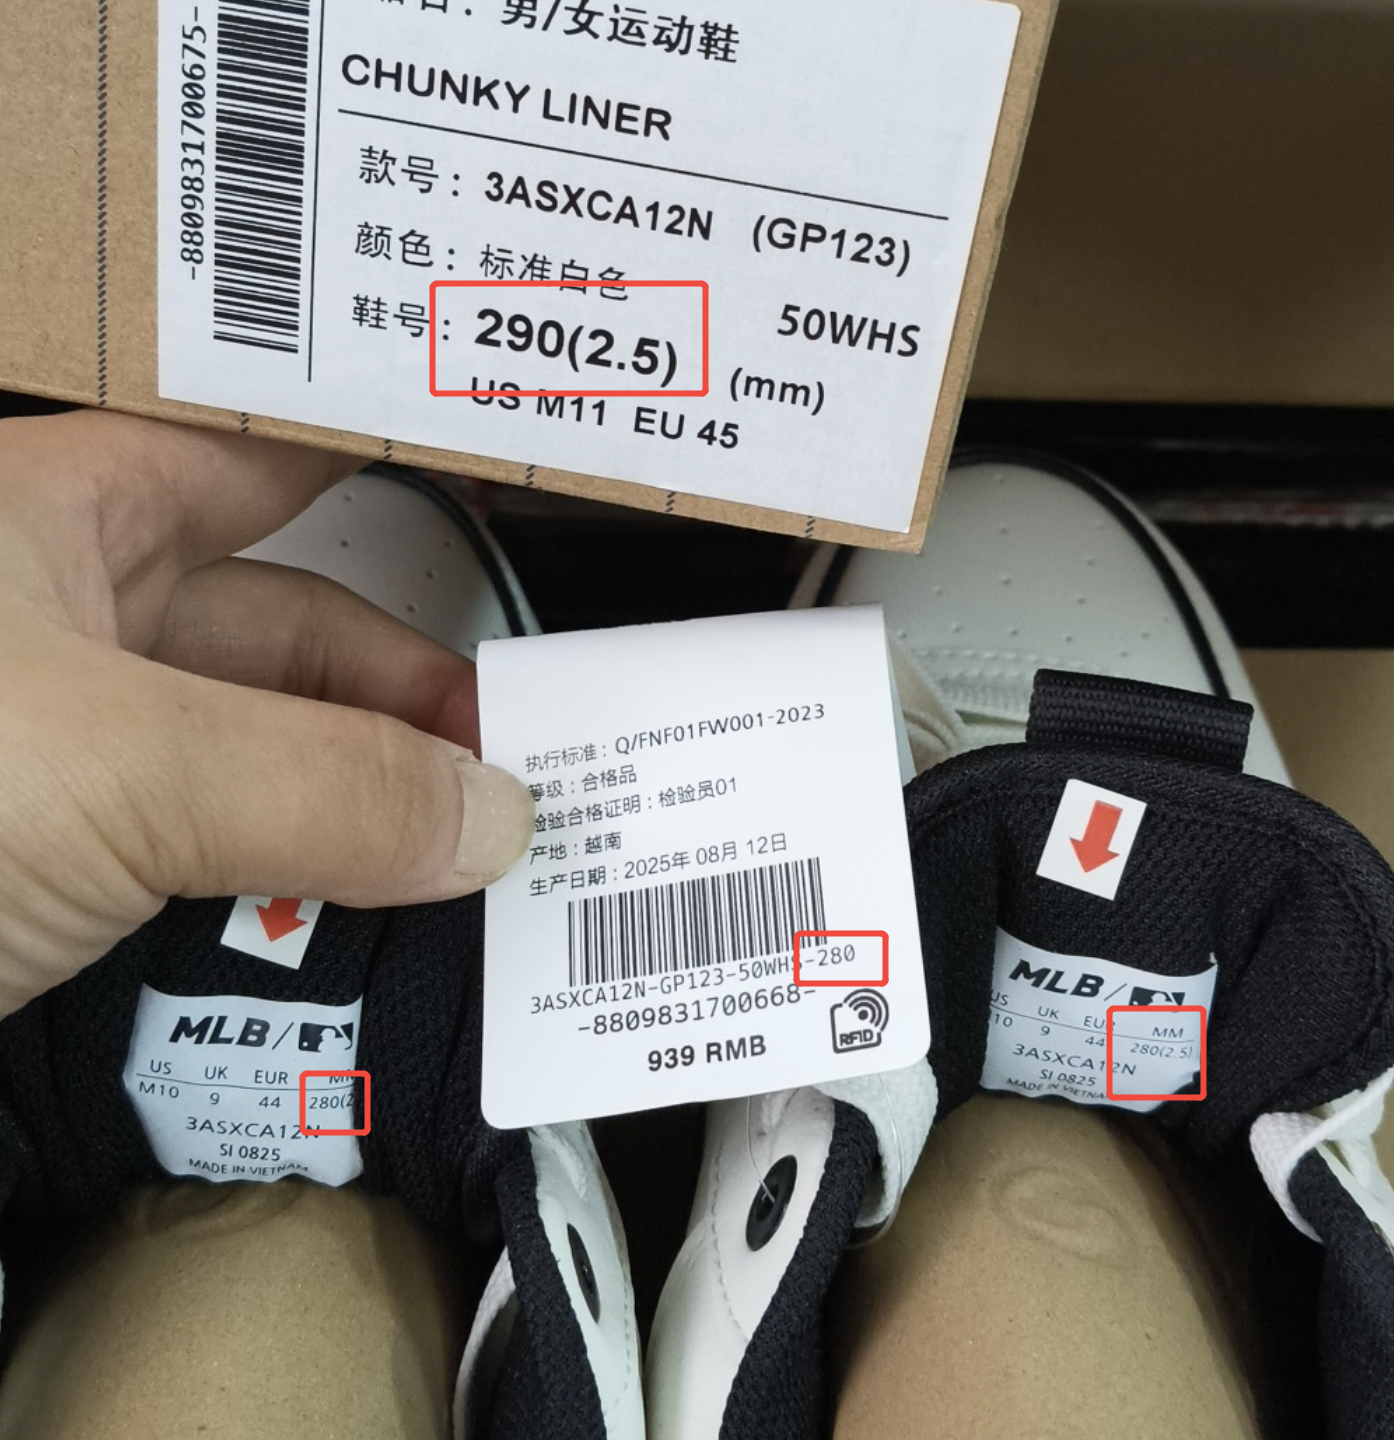 男/女运动鞋
CHUNKY LINER
款号: 3ASXCA12N (GP123)
颜色: 标准白色 50WHS
鞋号: 290(2.5) (mm)
US M11 EU 45
-8809831700675-
执行标准: Q/FNF01FW001-2023
等级: 合格品
检验合格证明: 检验员01
产地: 越南
生产日期: 2025年 08月 12日
3ASXCA12N-GP123-50WHS-280
-8809831700668-
939 RMB
RFID
MLB/
US UK EUR
M10 9 44 280(2
3ASXCA12N
SI 0825
MADE IN VIETNAM
MLB/
US UK EUR MM
10 9 44 280(2.5)
3ASXCA12N
SI 0825
MADE IN VIETNAM